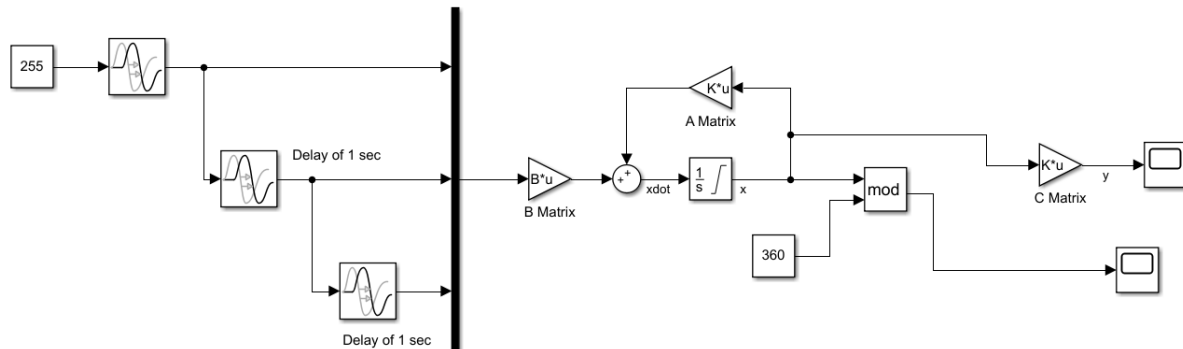 255
Delay of 1 sec
Delay of 1 sec
B*u
B Matrix
K*u
A Matrix
+
+
xdot
1
s
x
mod
360
K*u
C Matrix
y